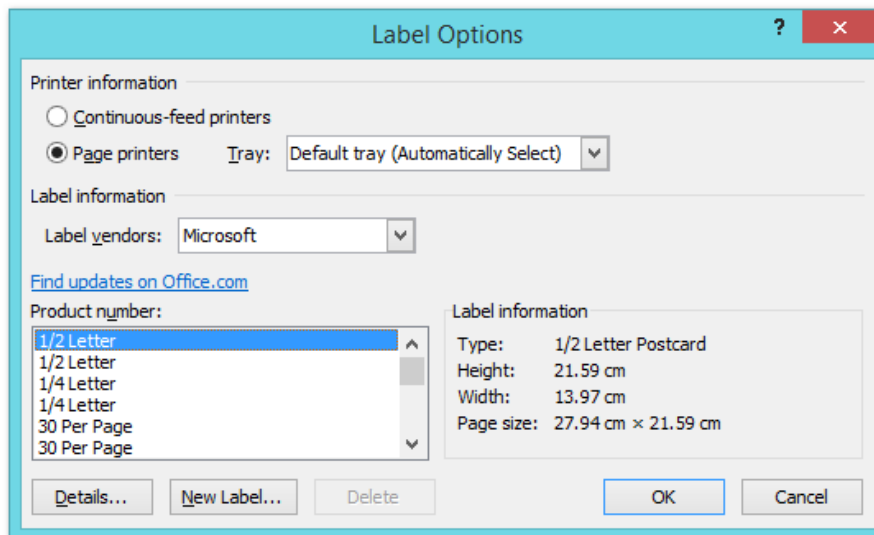 Label Options
?
Printer information
Continuous-feed printers
Page printers Tray: Default tray (Automatically Select)
Label information
Label vendors: Microsoft
Find updates on Office.com
Product number:
1/2 Letter
1/2 Letter
1/4 Letter
1/4 Letter
30 Per Page
30 Per Page
Label information
Type: 1/2 Letter Postcard
Height: 21.59 cm
Width: 13.97 cm
Page size: 27.94 cm × 21.59 cm
Details... New Label... Delete OK Cancel